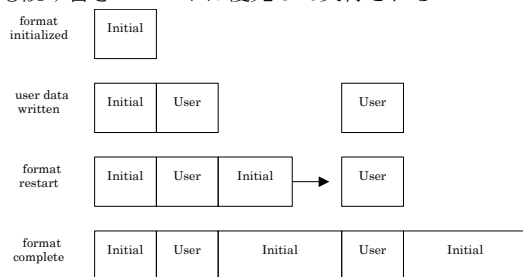 format
initialized
Initial
user data
written
Initial User User
format
restart
Initial User Initial User
format
complete
Initial User Initial User Initial